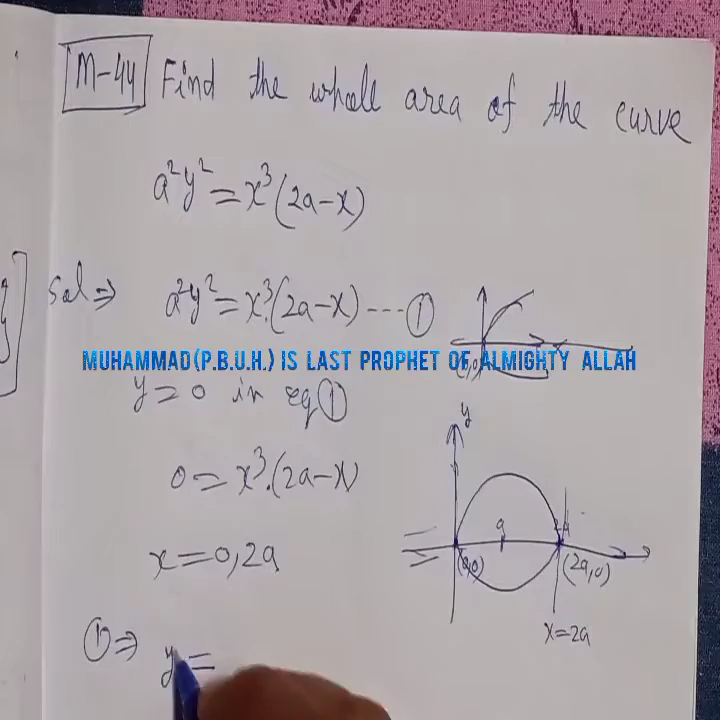 M-44 Find the whole area of the curve
a²y² = x³(2a-x)
Sol ⇒ a²y² = x³.(2a-x) ---- ①
MUHAMMAD(P.B.U.H.) IS LAST PROPHET OF ALMIGHTY ALLAH
y = 0 in eq ①
0 = x³.(2a-x)
x = 0, 2a
① ⇒ y =
y
a
(0,0)
(2a,0)
x=2a